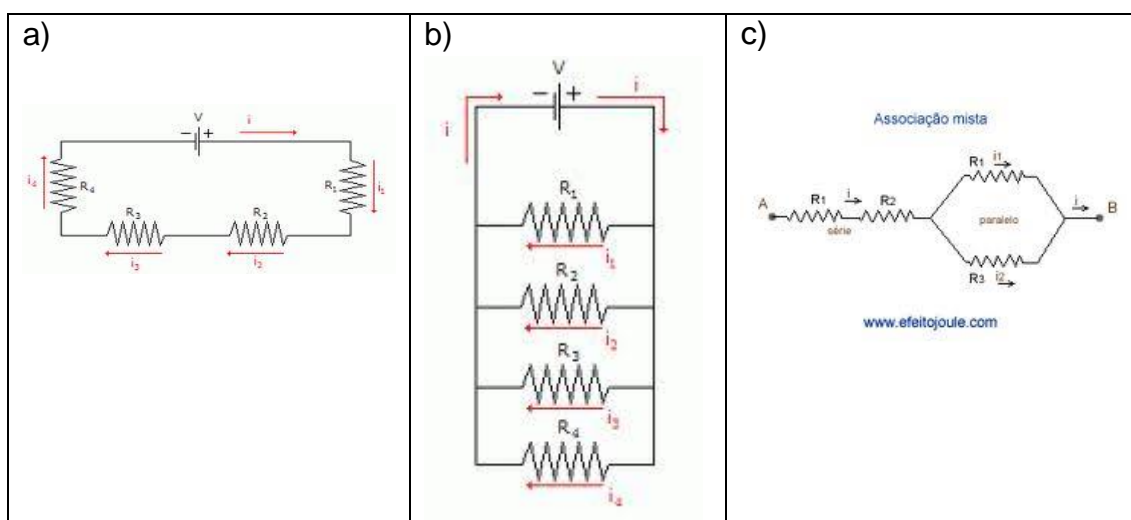 a)
V
− +
i
i₄
R₄
R₁
i₁
R₃
R₂
i₃
i₂
b)
V
− +
i
i
R₁
i₁
R₂
i₂
R₃
i₃
R₄
i₄
c)
Associação mista
R1 i1
A R1 i R2 i B
série
paralelo
R3 i2
www.efeitojoule.com